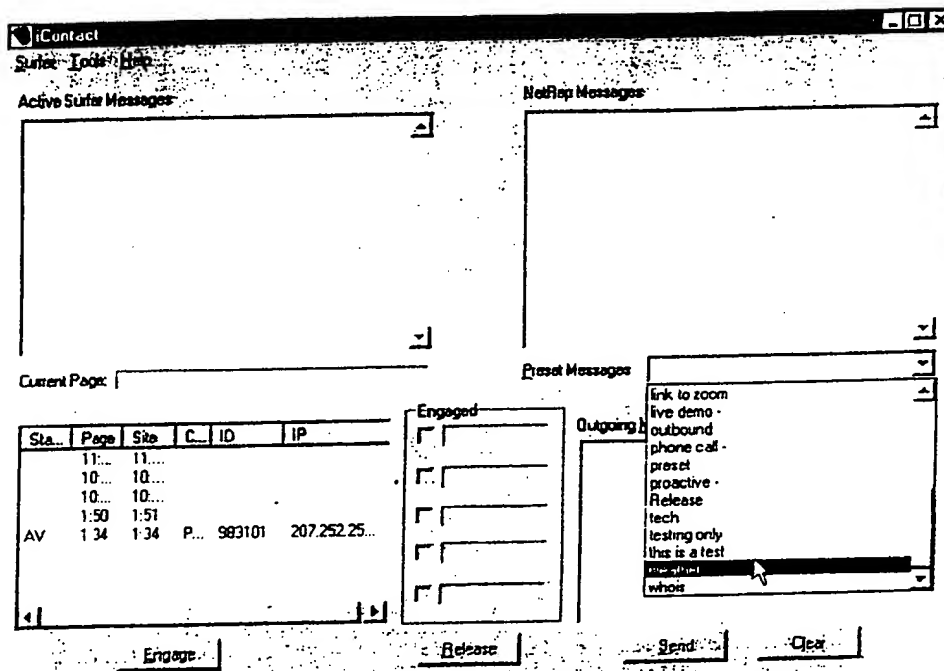 iContact
Surfer Tools Help
Active Surfer Messages
NetRep Messages
Current Page:
Preset Messages
link to zoom
live demo -
outbound
phone call -
preset
proactive -
Release
tech
testing only
this is a test
whois
Engaged
Outgoing
Sta... Page Site C... ID IP
11:... 11:...
10:... 10:...
10:... 10:...
1:50 1:51
AV 1:34 1:34 P... 983101 207.252.25...
Engage
Release
Send
Clear